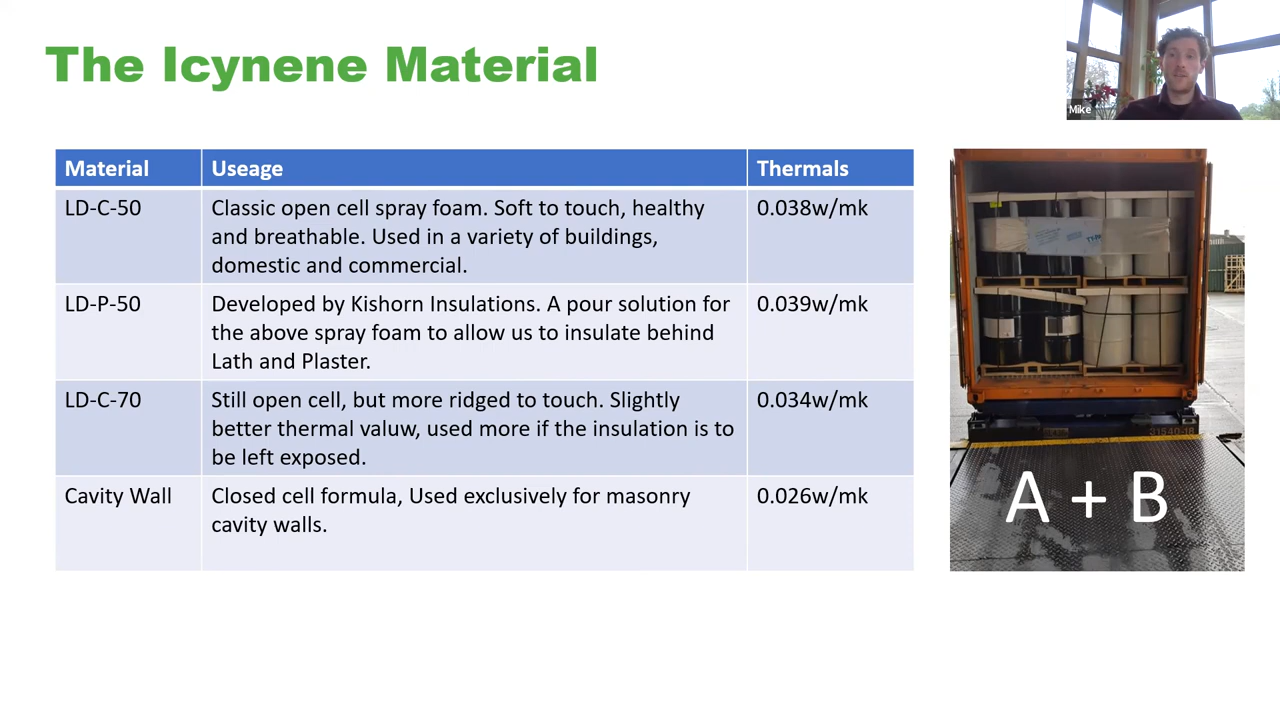 The Icynene Material
Mike
Material Useage Thermals
LD-C-50 Classic open cell spray foam. Soft to touch, healthy 0.038w/mk
and breathable. Used in a variety of buildings,
domestic and commercial.
LD-P-50 Developed by Kishorn Insulations. A pour solution for 0.039w/mk
the above spray foam to allow us to insulate behind
Lath and Plaster.
LD-C-70 Still open cell, but more ridged to touch. Slightly 0.034w/mk
better thermal valuw, used more if the insulation is to
be left exposed.
Cavity Wall Closed cell formula, Used exclusively for masonry 0.026w/mk
cavity walls.
31540-18
A + B